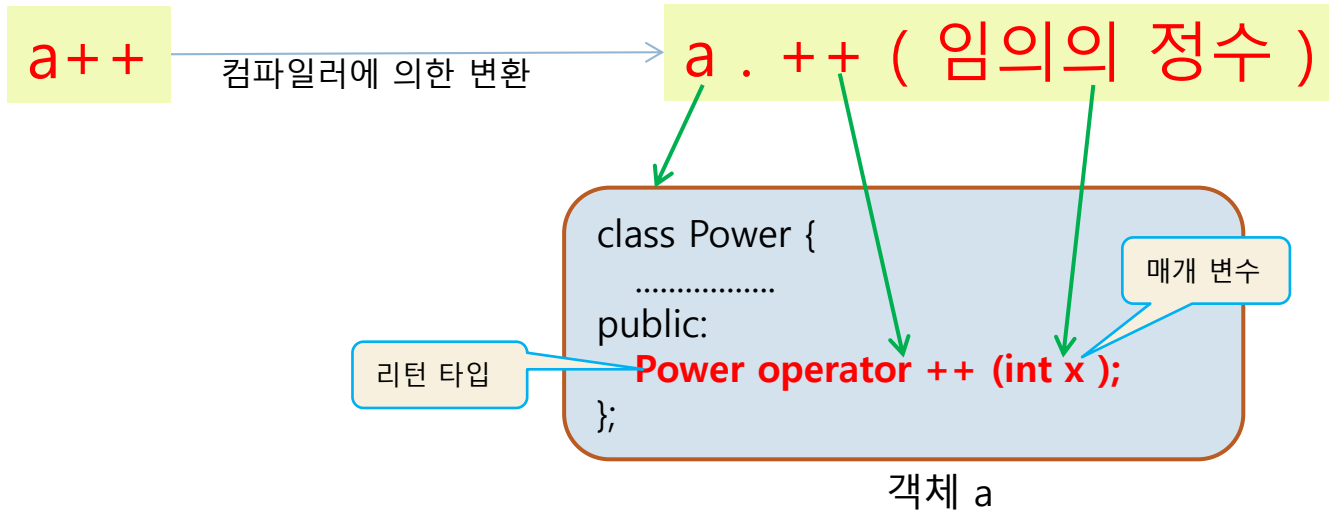 a++
컴파일러에 의한 변환
a . ++ ( 임의의 정수 )
class Power {
.................
public:
Power operator ++ (int x );
};
매개 변수
리턴 타입
객체 a